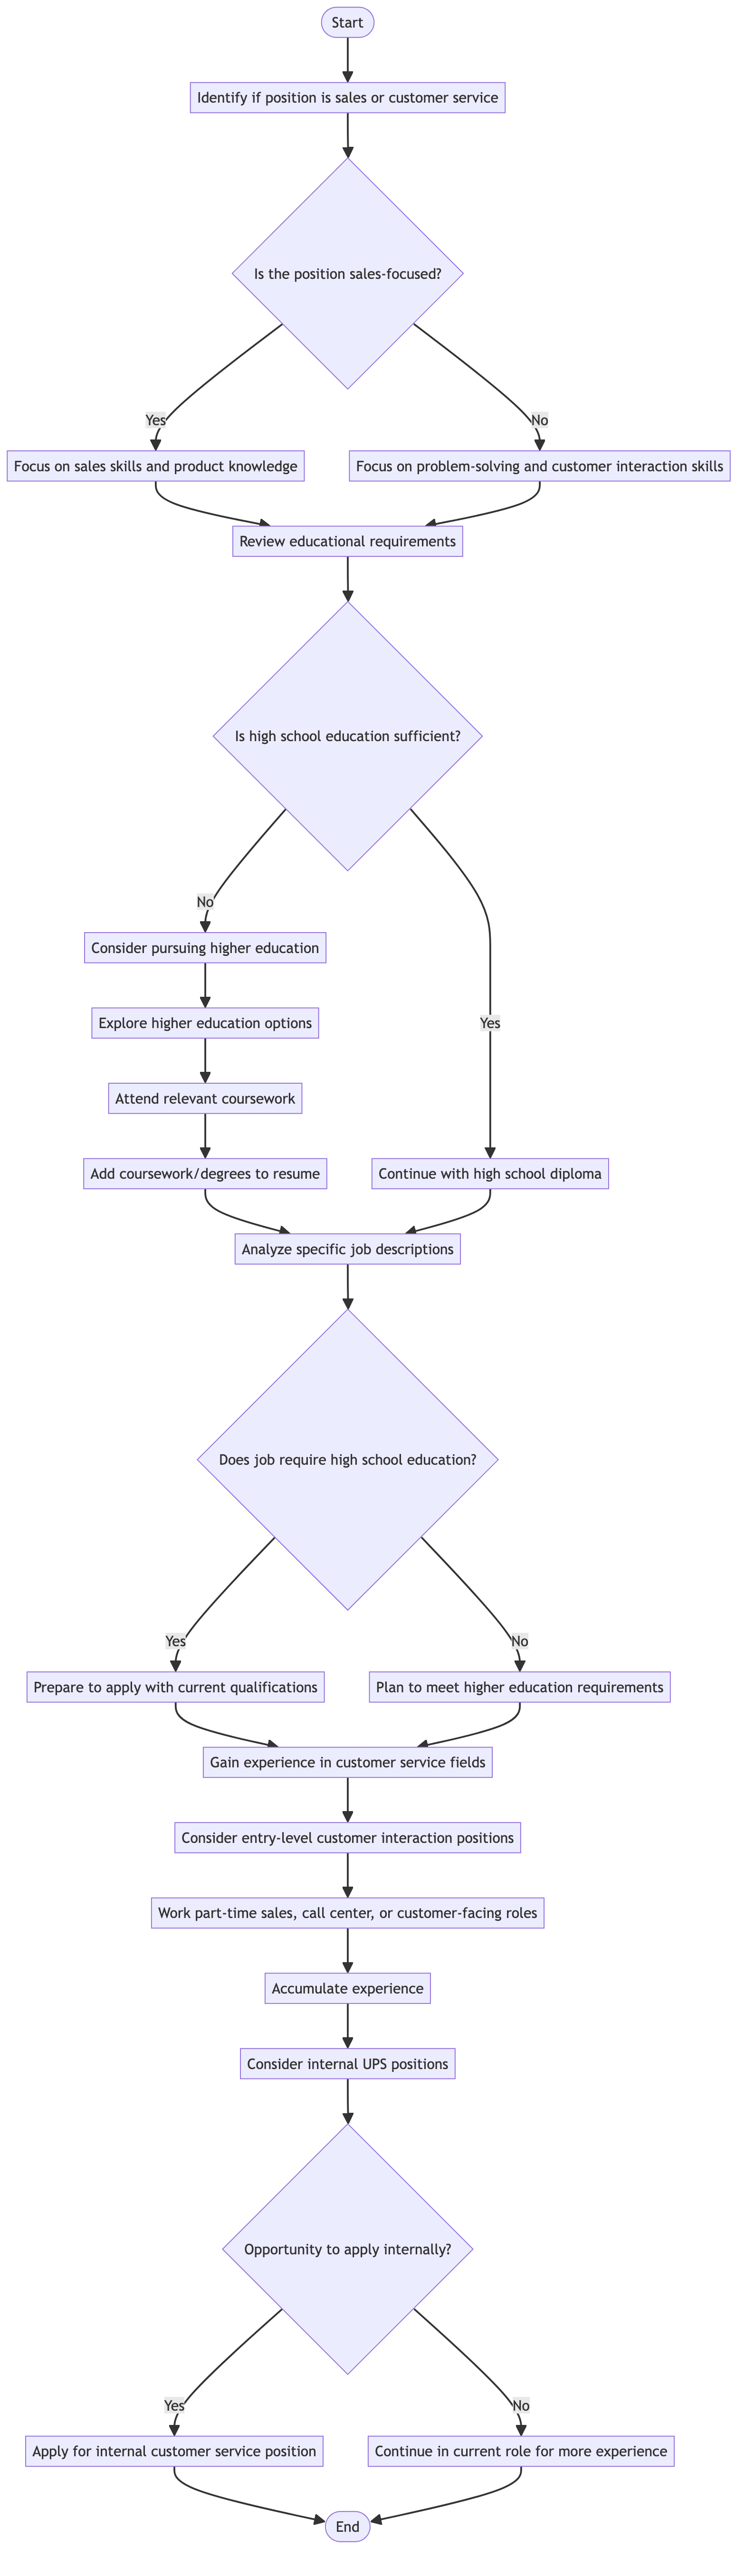 Start
Identify if position is sales or customer service
Is the position sales-focused?
Yes
No
Focus on sales skills and product knowledge
Focus on problem-solving and customer interaction skills
Review educational requirements
Is high school education sufficient?
No
Consider pursuing higher education
Explore higher education options
Yes
Attend relevant coursework
Add coursework/degrees to resume
Continue with high school diploma
Analyze specific job descriptions
Does job require high school education?
Yes
No
Prepare to apply with current qualifications
Plan to meet higher education requirements
Gain experience in customer service fields
Consider entry-level customer interaction positions
Work part-time sales, call center, or customer-facing roles
Accumulate experience
Consider internal UPS positions
Opportunity to apply internally?
Yes
No
Apply for internal customer service position
Continue in current role for more experience
End